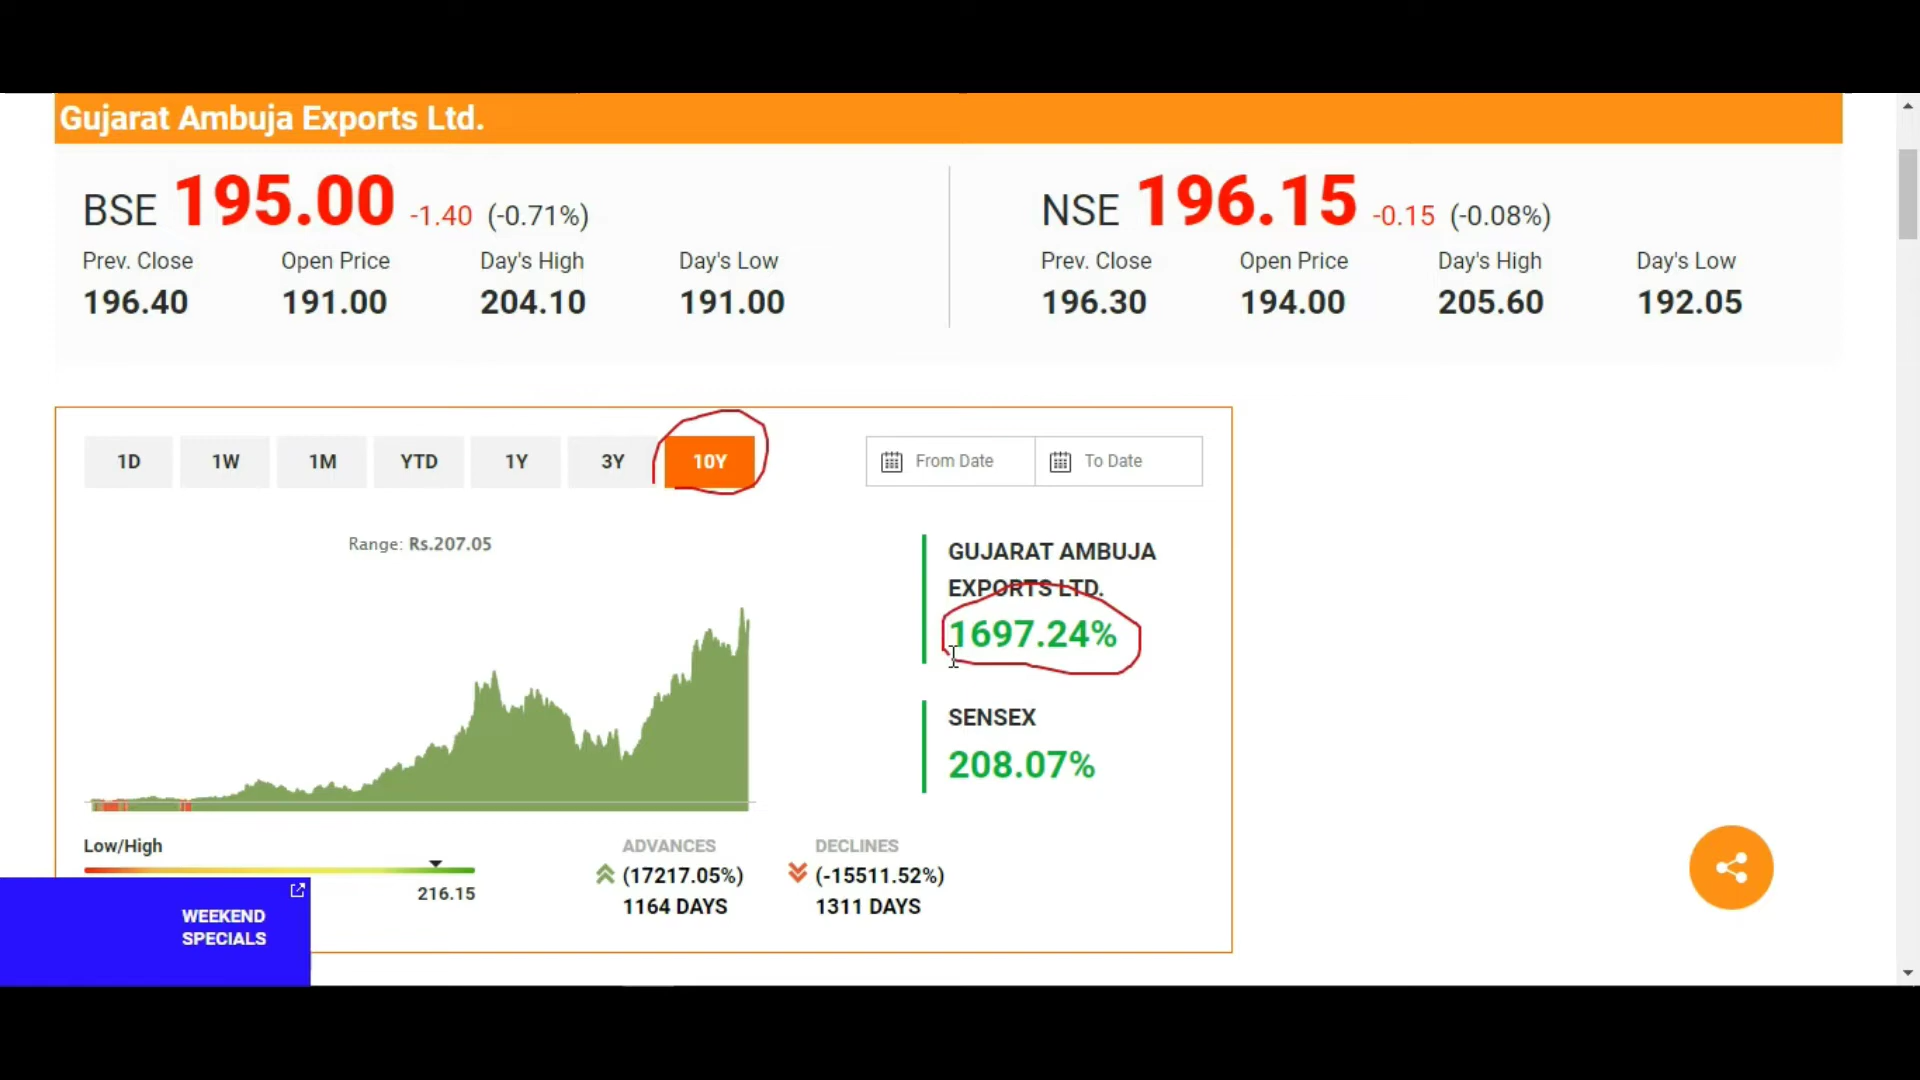 Gujarat Ambuja Exports Ltd.
BSE 195.00 -1.40 (-0.71%)
Prev. Close Open Price Day's High Day's Low
196.40 191.00 204.10 191.00
NSE 196.15 -0.15 (-0.08%)
Prev. Close Open Price Day's High Day's Low
196.30 194.00 205.60 192.05
1D 1W 1M YTD 1Y 3Y 10Y
From Date To Date
Range: Rs.207.05
GUJARAT AMBUJA
EXPORTS LTD.
1697.24%
SENSEX
208.07%
Low/High
216.15
ADVANCES
(17217.05%)
1164 DAYS
DECLINES
(-15511.52%)
1311 DAYS
WEEKEND
SPECIALS